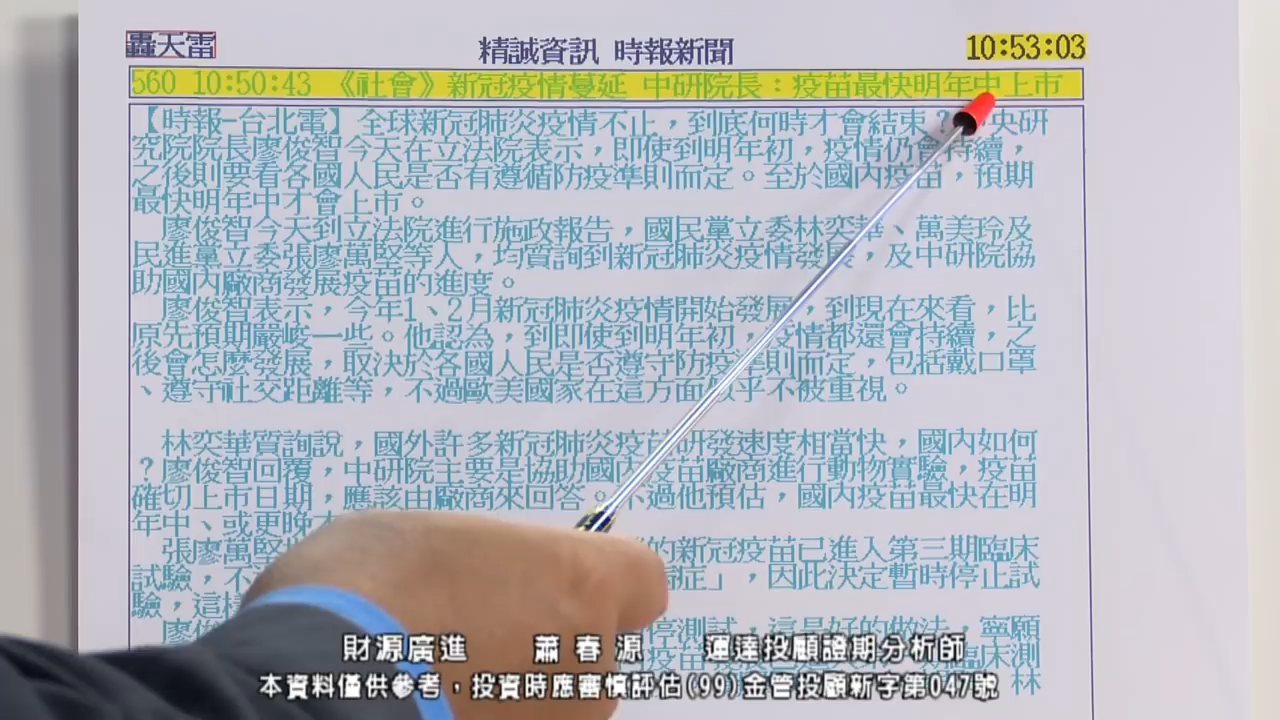 轟天雷
精誠資訊 時報新聞
10:53:03
560 10:50:43 《社會》新冠疫情蔓延 中研院長：疫苗最快明年中上市
【時報-台北電】全球新冠肺炎疫情不止，到底何時才會結束？央研
究院院長廖俊智今天在立法院表示，即使到明年初，疫情仍會持續，
之後則要看各國人民是否有遵循防疫準則而定。至於國內疫苗，預期
最快明年中才會上市。
廖俊智今天到立法院進行施政報告，國民黨立委林奕華、萬美玲及
民進黨立委張廖萬堅等人，均質詢到新冠肺炎疫情發展，及中研院協
助國內廠商發展疫苗的進度。
廖俊智表示，今年1、2月新冠肺炎疫情開始發展，到現在來看，比
原先預期嚴峻一些。他認為，到即使到明年初，疫情都還會持續，之
後會怎麼發展，取決於各國人民是否遵守防疫準則而定，包括戴口罩
、遵守社交距離等，不過歐美國家在這方面似乎不被重視。
林奕華質詢說，國外許多新冠肺炎疫苗研發速度相當快，國內如何
？廖俊智回覆，中研院主要是協助國內疫苗廠商進行動物實驗，疫苗
確切上市日期，應該由廠商來回答。不過他預估，國內疫苗最快在明
年中、或更晚
張廖萬堅 的新冠疫苗已進入第三期臨床
試驗，不 症」，因此決定暫時停止試
驗，這
廖 停測試，這是好的做法，寧願
臨床測
林
財源廣進 蕭春源 運達投顧證期分析師
本資料僅供參考，投資時應審慎評估(99)金管投顧新字第047號